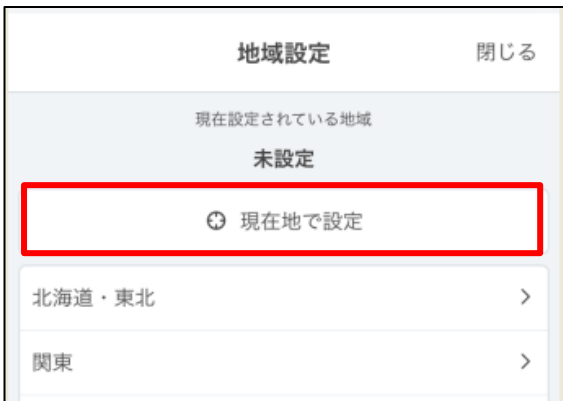 地域設定 閉じる
現在設定されている地域
未設定
現在地で設定
北海道・東北
関東